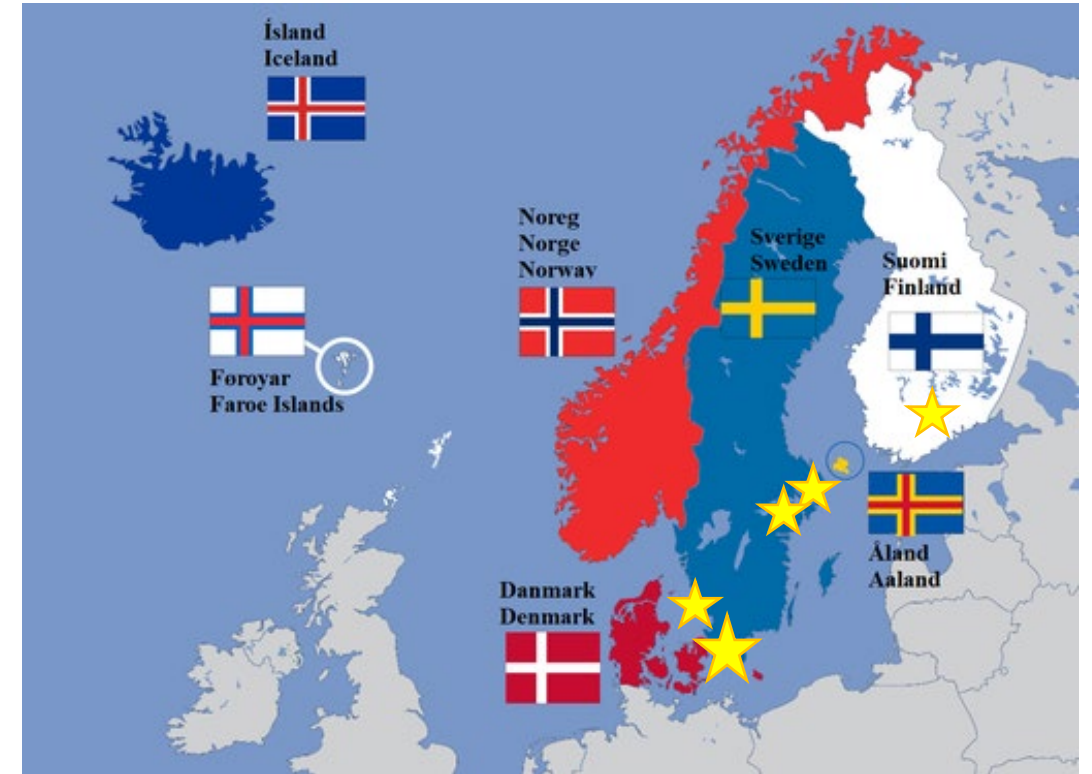 Ísland
Iceland
Noreg
Norge
Norway
Sverige
Sweden
Suomi
Finland
Føroyar
Faroe Islands
Åland
Aaland
Danmark
Denmark